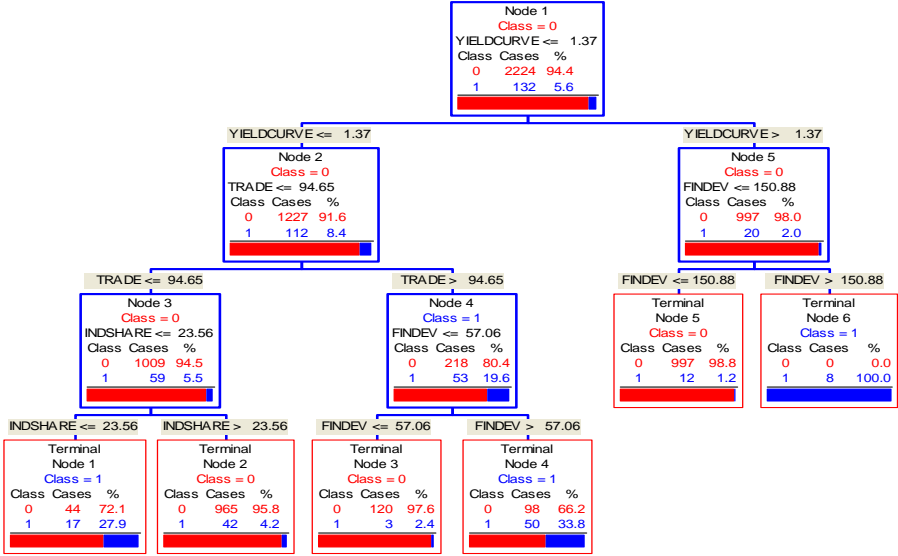 Node 1
Class = 0
YIELDCURVE <= 1.37
Class Cases %
0 2224 94.4
1 132 5.6
YIELDCURVE <= 1.37
YIELDCURVE > 1.37
Node 2
Class = 0
TRADE <= 94.65
Class Cases %
0 1227 91.6
1 112 8.4
Node 5
Class = 0
FINDEV <= 150.88
Class Cases %
0 997 98.0
1 20 2.0
TRADE <= 94.65
TRADE > 94.65
FINDEV <= 150.88
FINDEV > 150.88
Node 3
Class = 0
INDSHARE <= 23.56
Class Cases %
0 1009 94.5
1 59 5.5
Node 4
Class = 1
FINDEV <= 57.06
Class Cases %
0 218 80.4
1 53 19.6
Terminal
Node 5
Class = 0
Class Cases %
0 997 98.8
1 12 1.2
Terminal
Node 6
Class = 1
Class Cases %
0 0 0.0
1 8 100.0
INDSHARE <= 23.56
INDSHARE > 23.56
FINDEV <= 57.06
FINDEV > 57.06
Terminal
Node 1
Class = 1
Class Cases %
0 44 72.1
1 17 27.9
Terminal
Node 2
Class = 0
Class Cases %
0 965 95.8
1 42 4.2
Terminal
Node 3
Class = 0
Class Cases %
0 120 97.6
1 3 2.4
Terminal
Node 4
Class = 1
Class Cases %
0 98 66.2
1 50 33.8